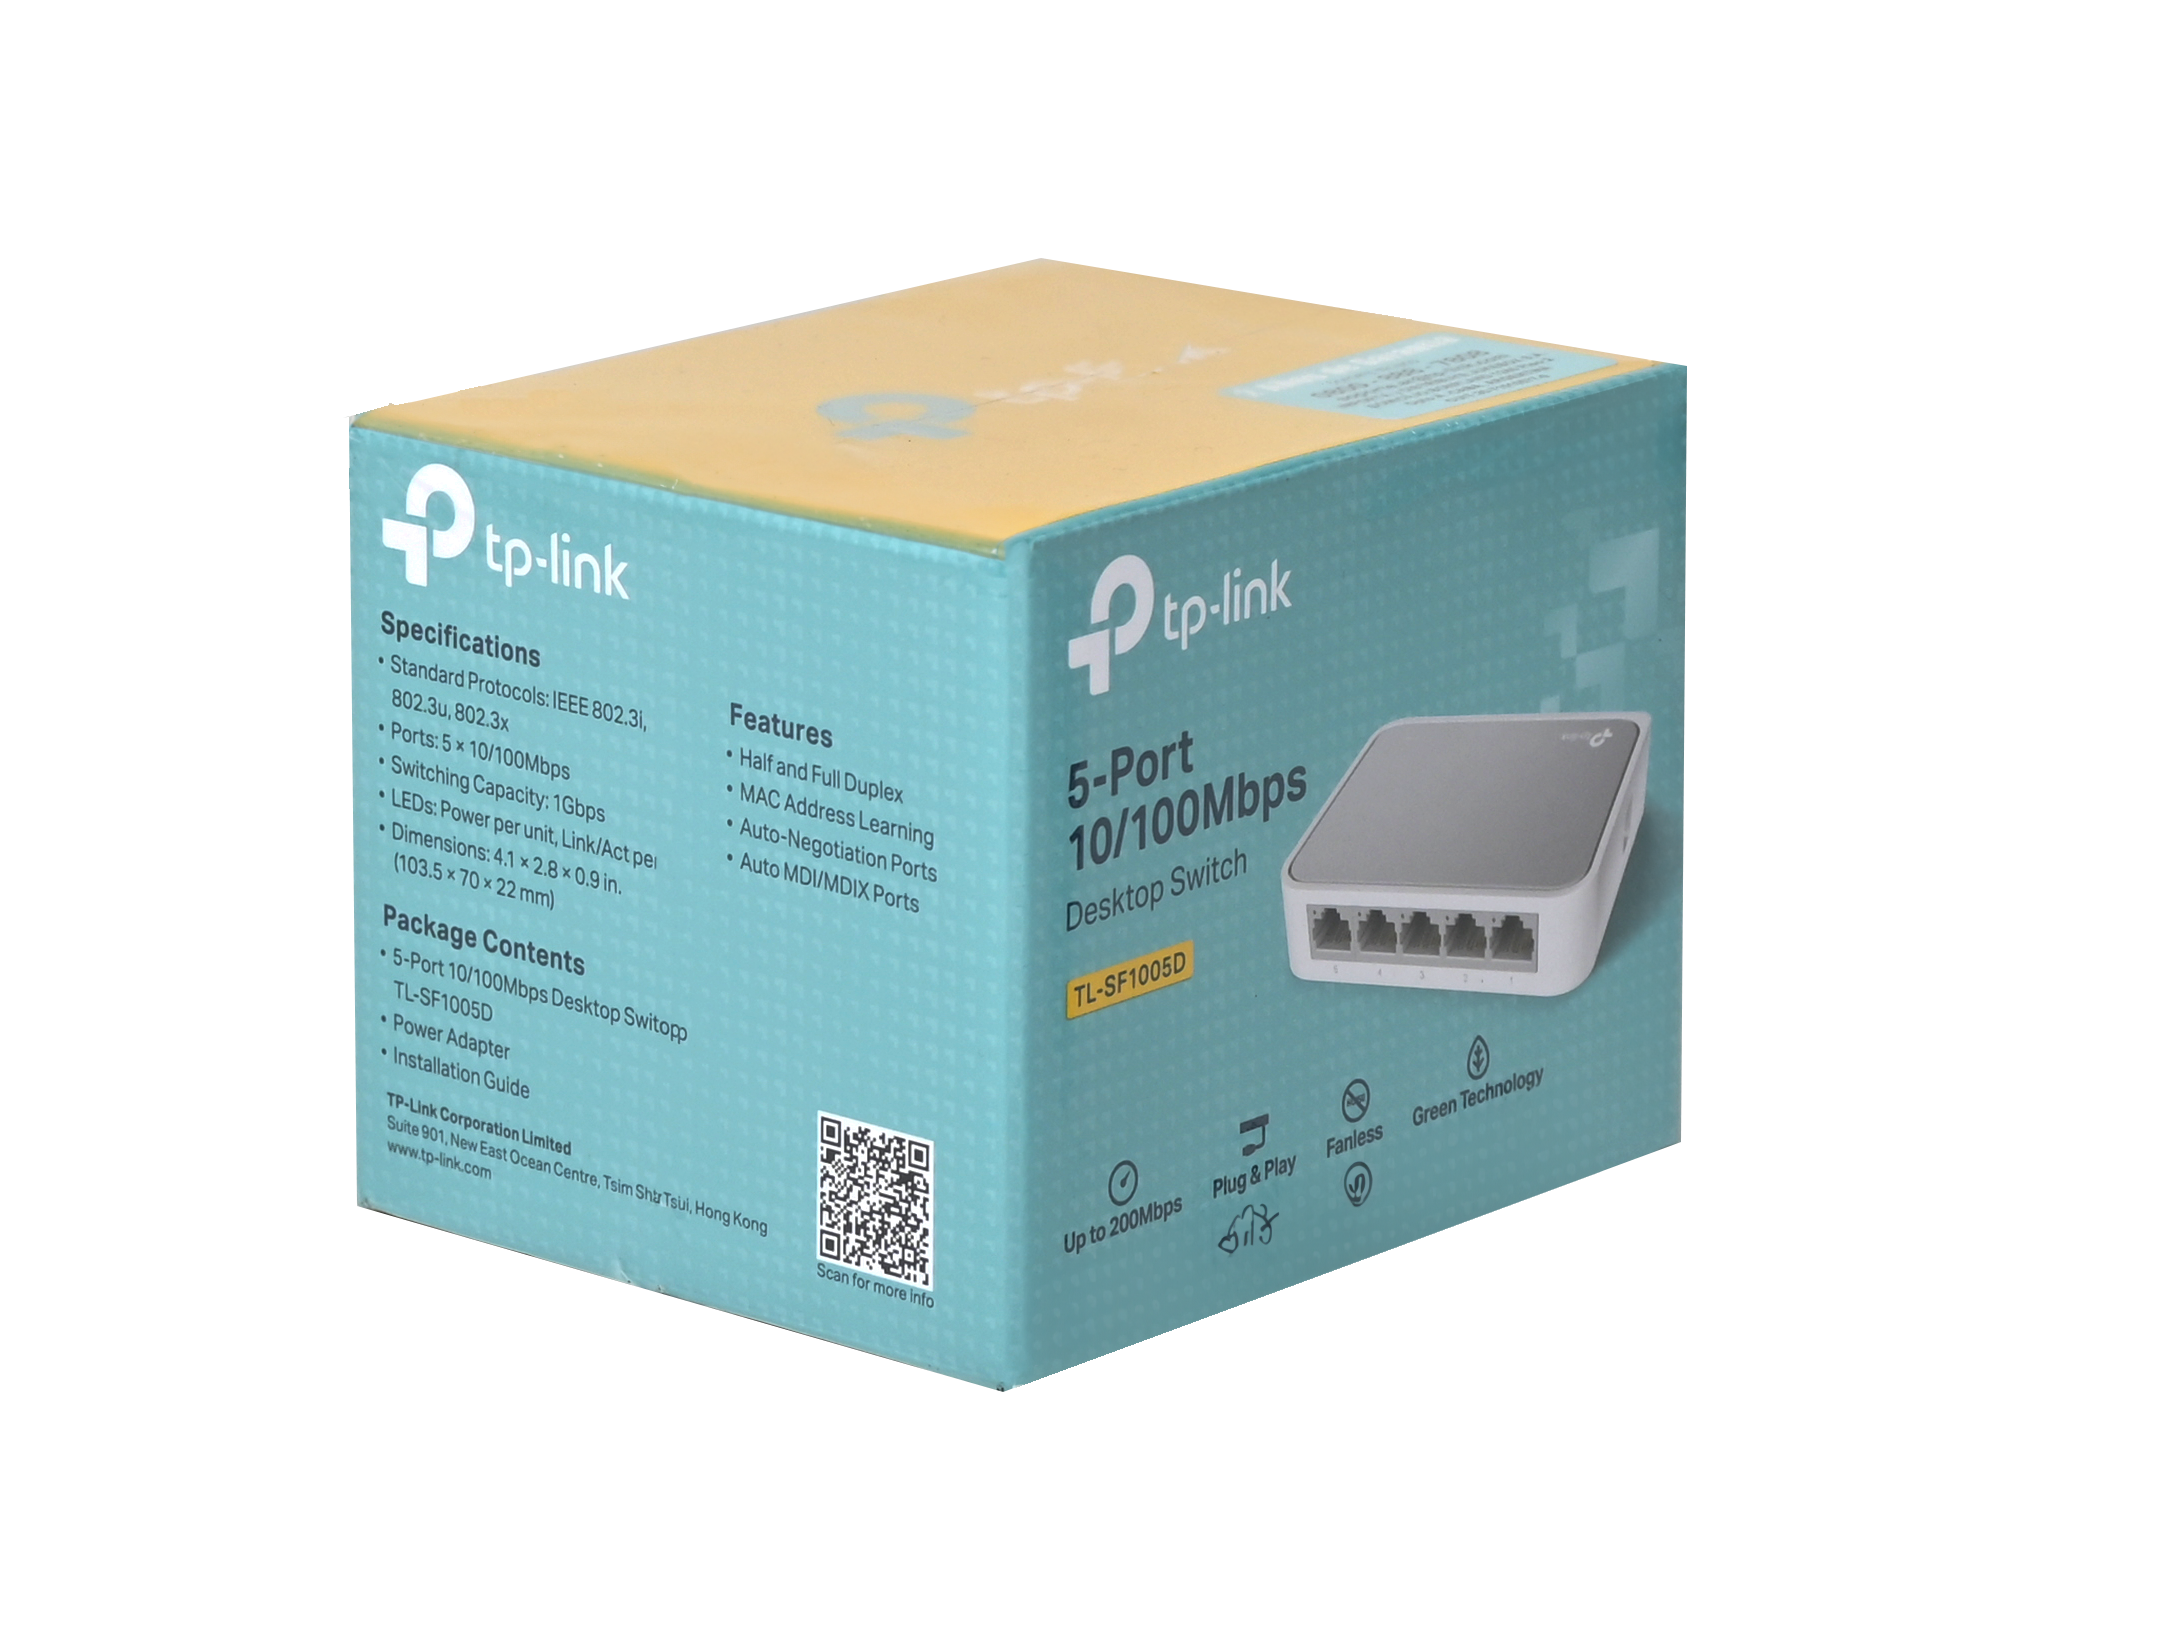 tp-link
Specifications
• Standard Protocols: IEEE 802.3i,
802.3u, 802.3x
• Ports: 5 × 10/100Mbps
• Switching Capacity: 1Gbps
• LEDs: Power per unit, Link/Act per
• Dimensions: 4.1 × 2.8 × 0.9 in.
(103.5 × 70 × 22 mm)
Package Contents
• 5-Port 10/100Mbps Desktop Switopp
TL-SF1005D
• Power Adapter
• Installation Guide
TP-Link Corporation Limited
Suite 901, New East Ocean Centre, Tsim Tsui, Hong Kong
www.tp-link.com
Features
• Half and Full Duplex
• MAC Address Learning
• Auto-Negotiation Ports
• Auto MDI/MDIX Ports
Scan for more info
tp-link
5-Port
10/100Mbps
Desktop Switch
TL-SF1005D
5 4 3 2 1
Up to 200Mbps
Plug & Play
Fanless
Green Technology